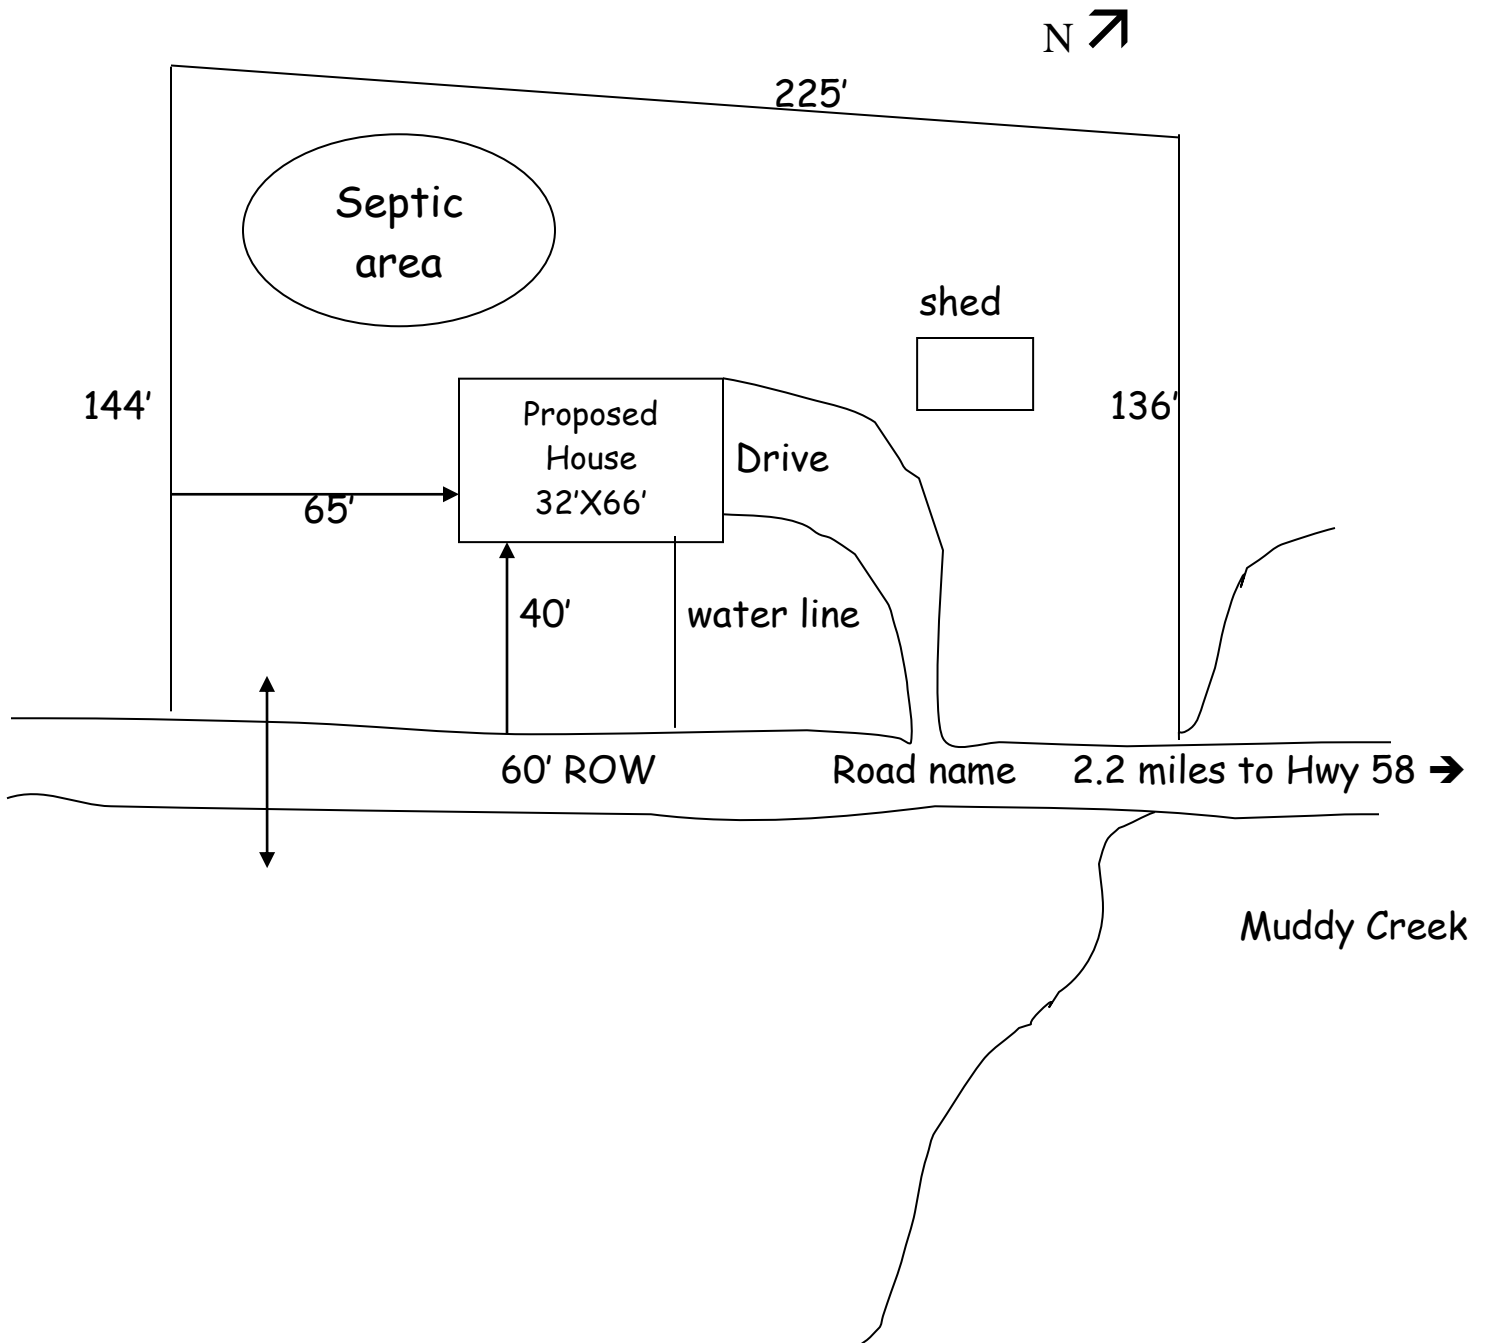 N
225'
Septic
area
shed
144'
136'
Proposed
House
32'X66'
Drive
65'
40'
water line
60' ROW
Road name
2.2 miles to Hwy 58 →
Muddy Creek